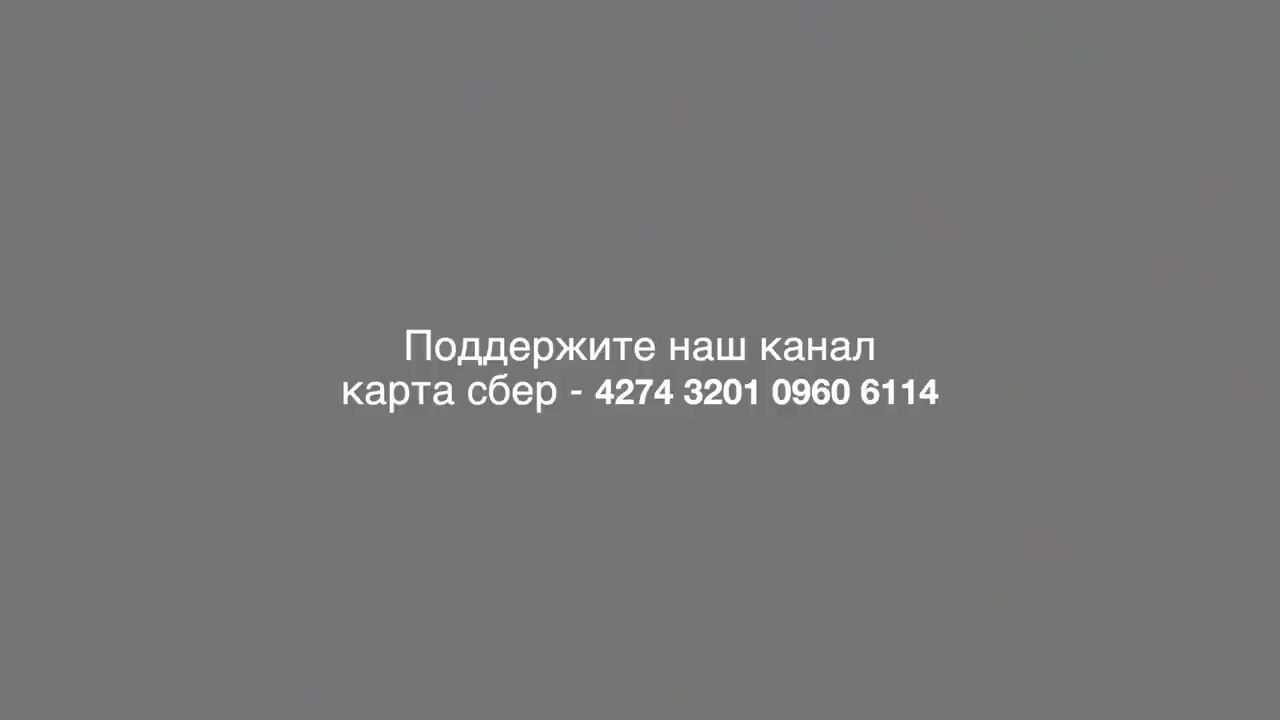 Поддержите наш канал
карта сбер - 4274 3201 0960 6114